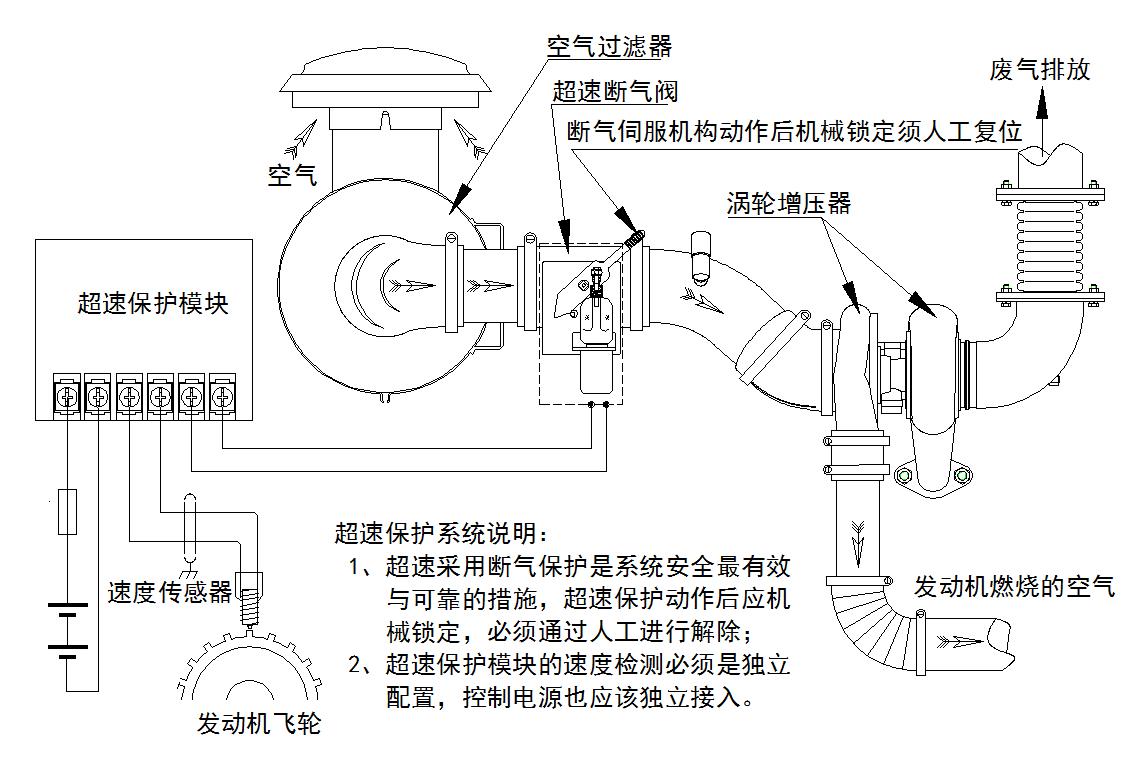 空气过滤器
废气排放
超速断气阀
断气伺服机构动作后机械锁定须人工复位
空气
涡轮增压器
超速保护模块
超速保护系统说明：
1、超速采用断气保护是系统安全最有效
与可靠的措施，超速保护动作后应机
械锁定，必须通过人工进行解除；
2、超速保护模块的速度检测必须是独立
配置，控制电源也应该独立接入。
速度传感器
发动机燃烧的空气
发动机飞轮